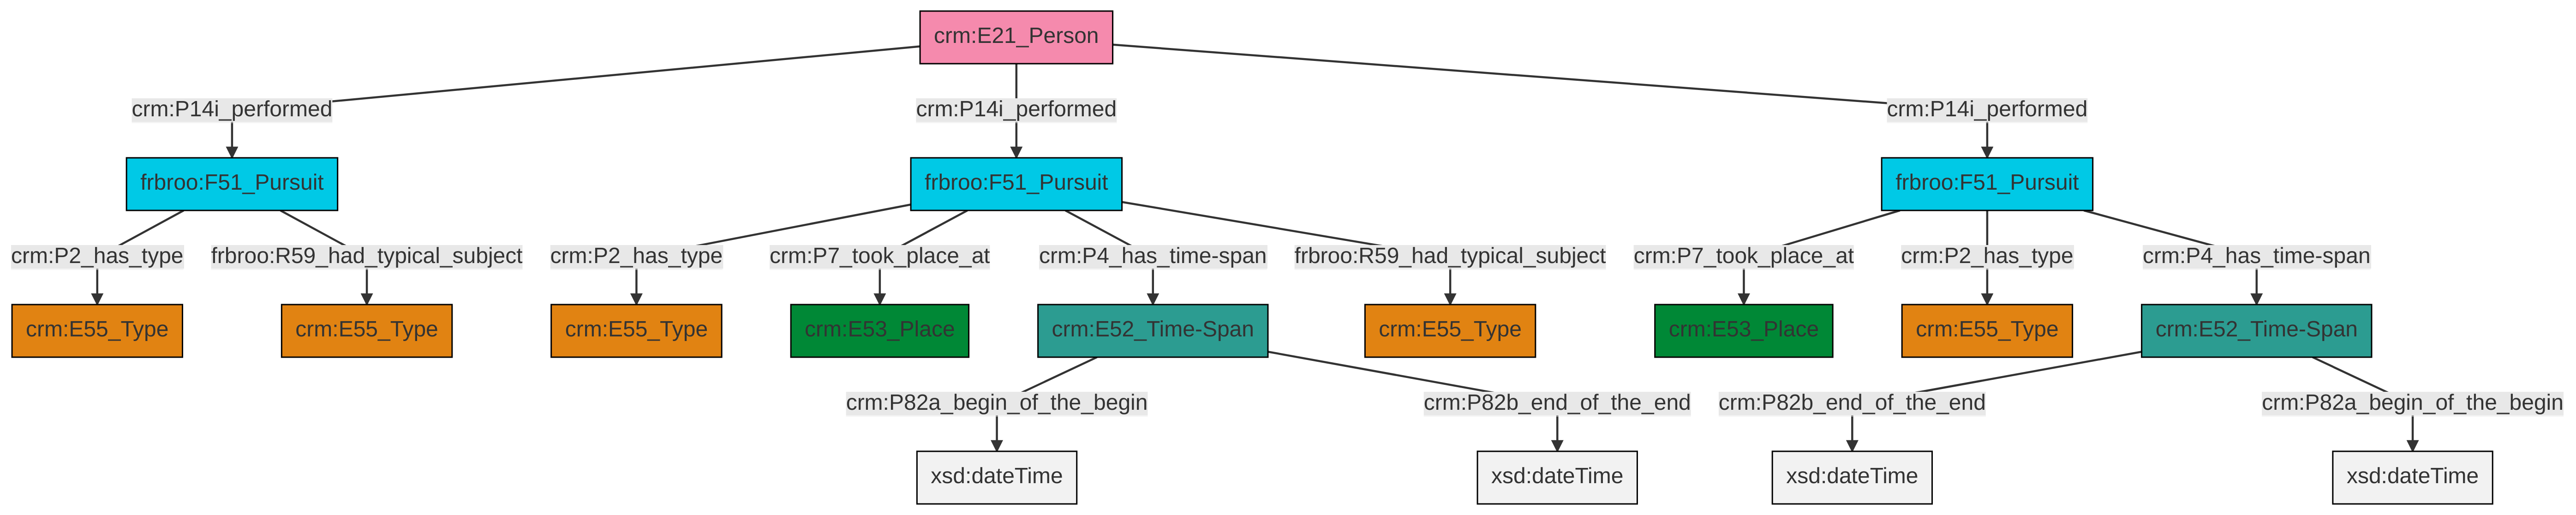 crm:E21_Person
crm:P14i_performed
crm:P14i_performed
crm:P14i_performed
frbroo:F51_Pursuit
frbroo:F51_Pursuit
frbroo:F51_Pursuit
crm:P2_has_type
frbroo:R59_had_typical_subject
crm:P2_has_type
crm:P7_took_place_at
crm:P4_has_time-span
frbroo:R59_had_typical_subject
crm:P7_took_place_at
crm:P2_has_type
crm:P4_has_time-span
crm:E55_Type
crm:E55_Type
crm:E55_Type
crm:E53_Place
crm:E52_Time-Span
crm:E55_Type
crm:E53_Place
crm:E55_Type
crm:E52_Time-Span
crm:P82a_begin_of_the_begin
crm:P82b_end_of_the_end
crm:P82b_end_of_the_end
crm:P82a_begin_of_the_begin
xsd:dateTime
xsd:dateTime
xsd:dateTime
xsd:dateTime